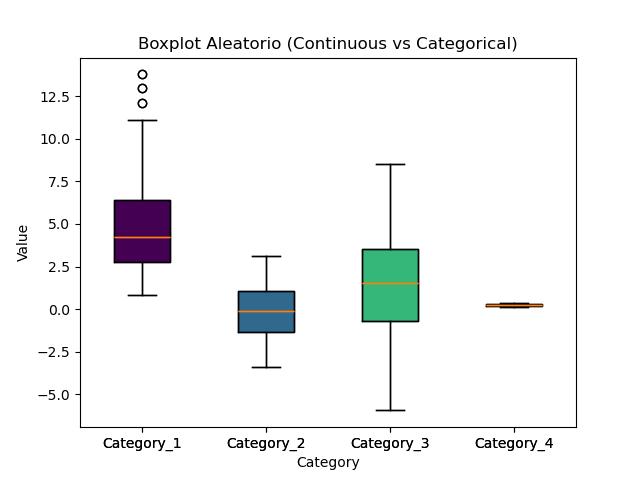 Boxplot Aleatorio (Continuous vs Categorical)
12.5
10.0
7.5
5.0
2.5
0.0
−2.5
−5.0
Value
Category_1 Category_2 Category_3 Category_4
Category